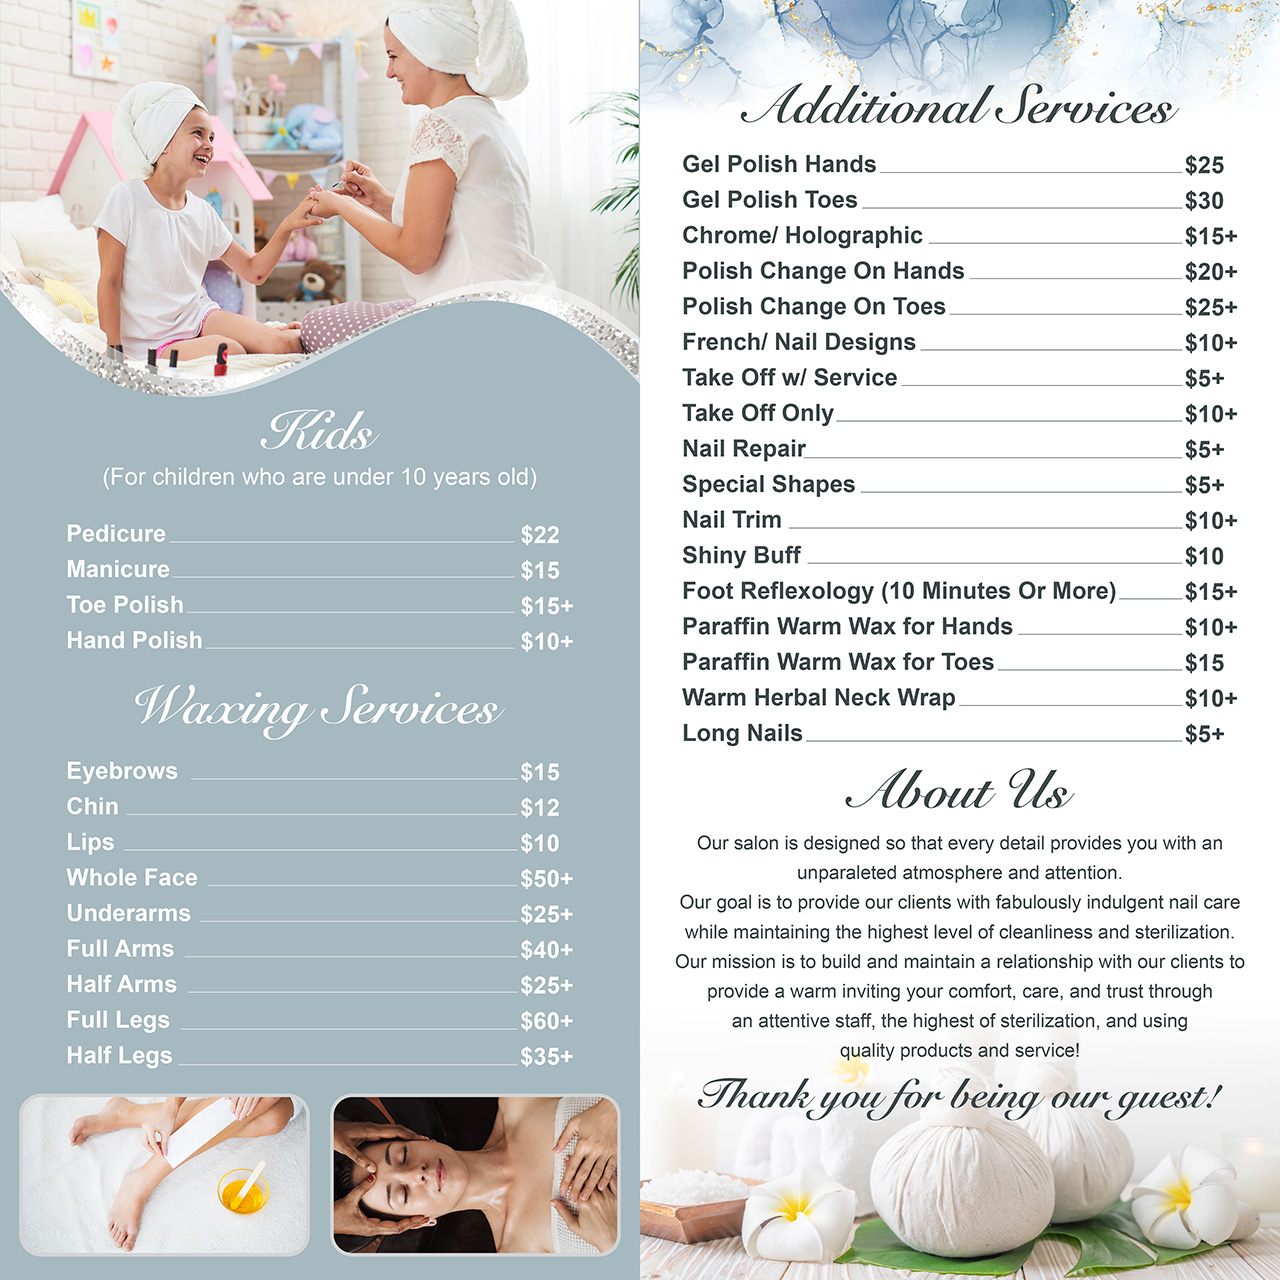 Kids
(For children who are under 10 years old)
Pedicure $22
Manicure $15
Toe Polish $15+
Hand Polish $10+
Waxing Services
Eyebrows $15
Chin $12
Lips $10
Whole Face $50+
Underarms $25+
Full Arms $40+
Half Arms $25+
Full Legs $60+
Half Legs $35+
Additional Services
Gel Polish Hands $25
Gel Polish Toes $30
Chrome/ Holographic $15+
Polish Change On Hands $20+
Polish Change On Toes $25+
French/ Nail Designs $10+
Take Off w/ Service $5+
Take Off Only $10+
Nail Repair $5+
Special Shapes $5+
Nail Trim $10+
Shiny Buff $10
Foot Reflexology (10 Minutes Or More) $15+
Paraffin Warm Wax for Hands $10+
Paraffin Warm Wax for Toes $15
Warm Herbal Neck Wrap $10+
Long Nails $5+
About Us
Our salon is designed so that every detail provides you with an
unparaleted atmosphere and attention.
Our goal is to provide our clients with fabulously indulgent nail care
while maintaining the highest level of cleanliness and sterilization.
Our mission is to build and maintain a relationship with our clients to
provide a warm inviting your comfort, care, and trust through
an attentive staff, the highest of sterilization, and using
quality products and service!
Thank you for being our guest!